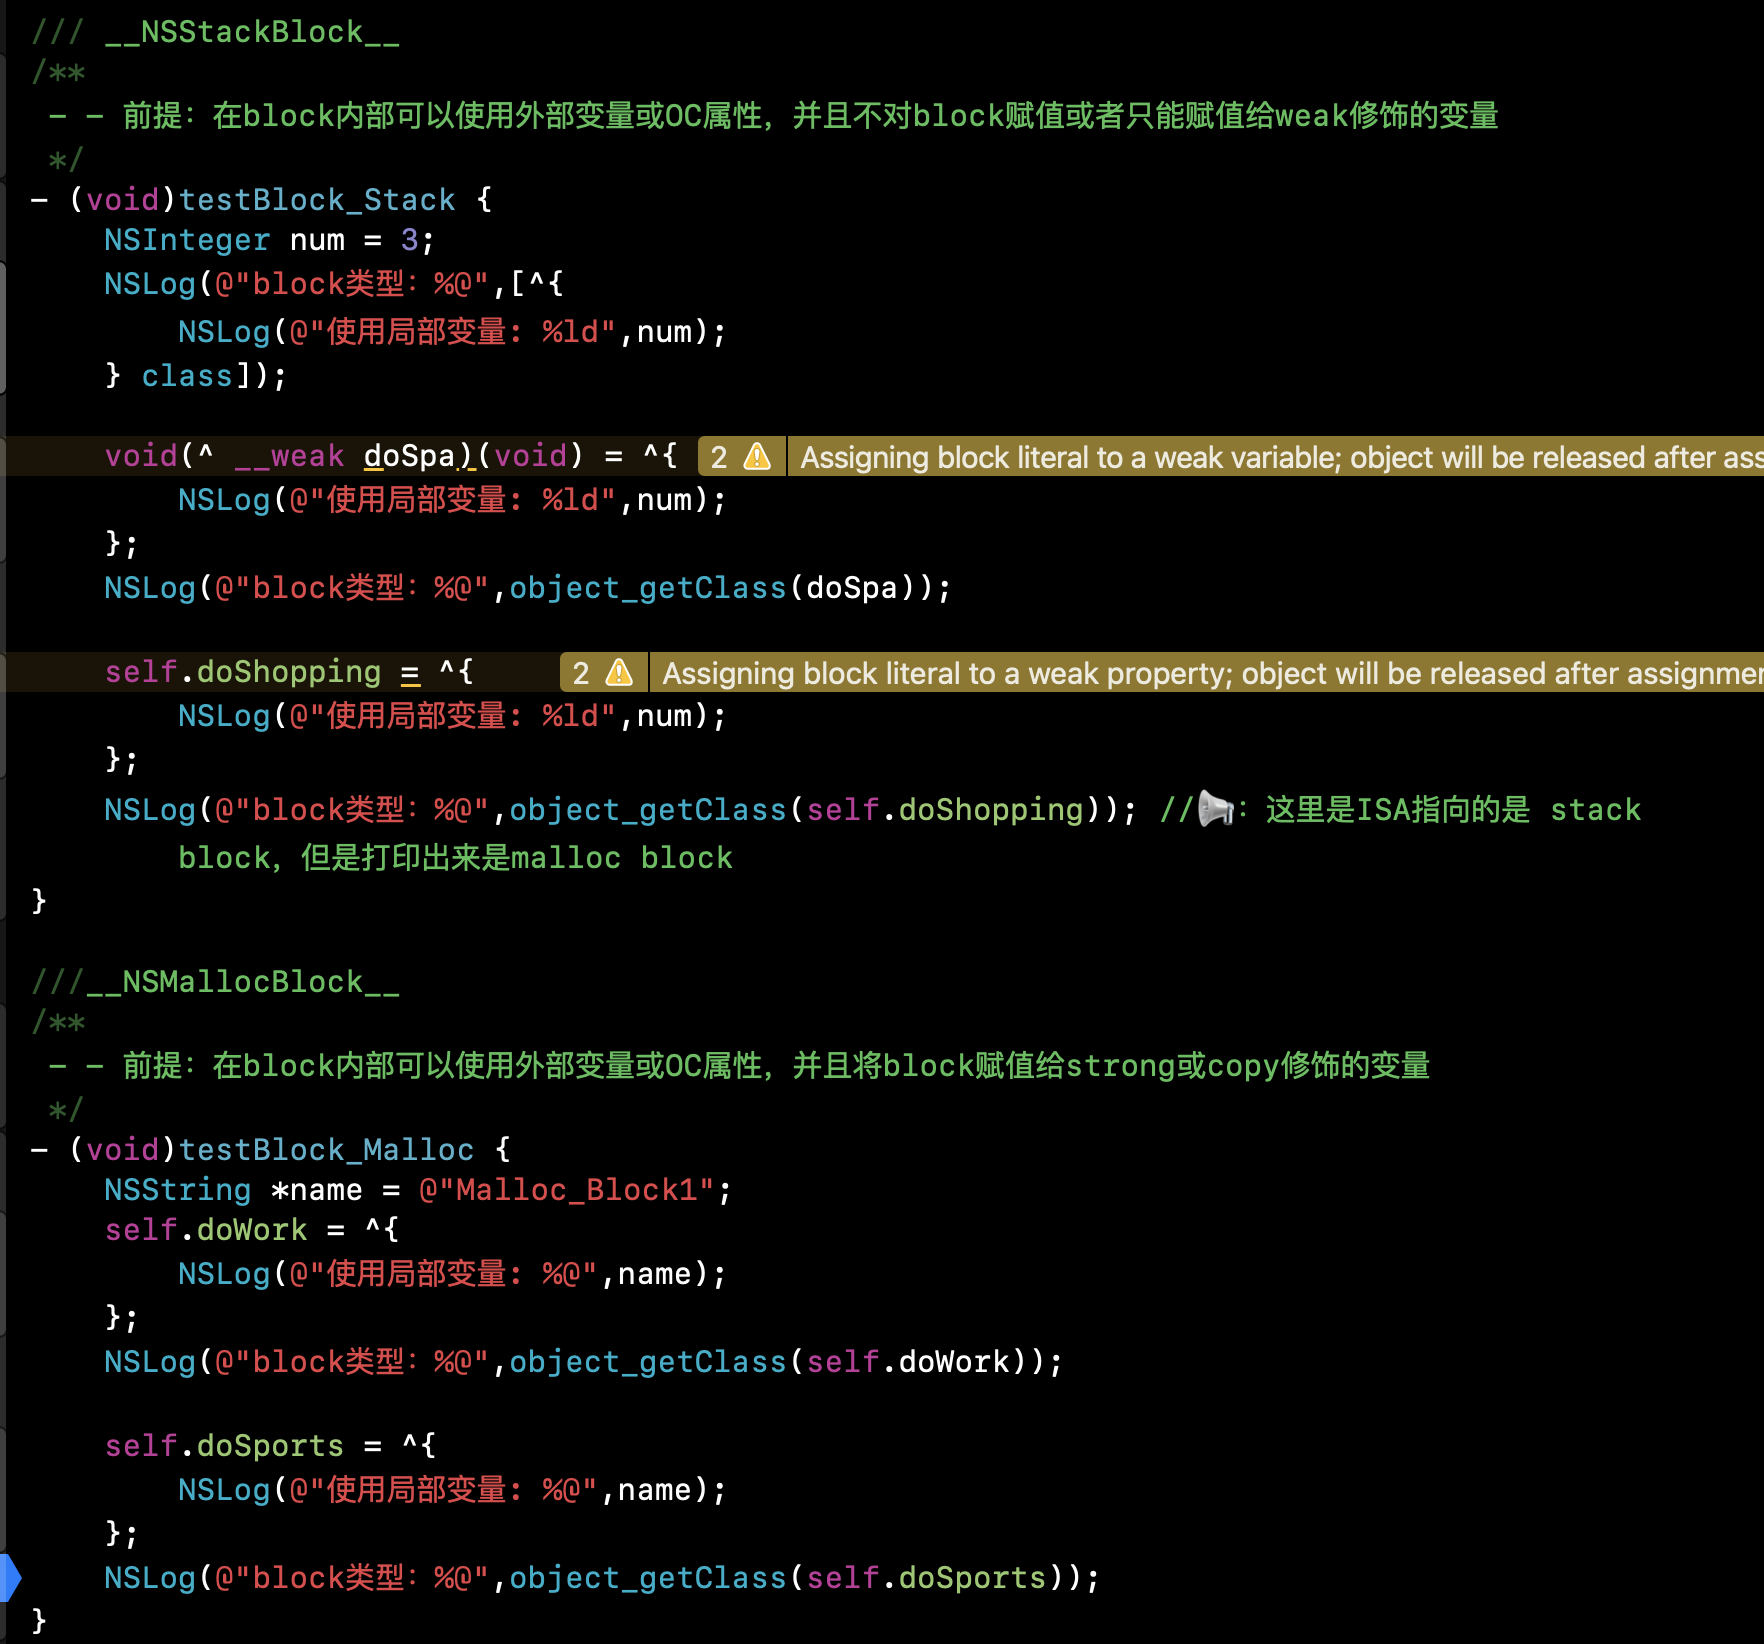 /// __NSStackBlock__
/**
 - - 前提：在block内部可以使用外部变量或OC属性，并且不对block赋值或者只能赋值给weak修饰的变量
 */
- (void)testBlock_Stack {
    NSInteger num = 3;
    NSLog(@"block类型：%@",[^{
        NSLog(@"使用局部变量: %ld",num);
    } class]);
    void(^ __weak doSpa)(void) = ^{ 2 Assigning block literal to a weak variable; object will be released after ass
        NSLog(@"使用局部变量: %ld",num);
    };
    NSLog(@"block类型：%@",object_getClass(doSpa));
    self.doShopping = ^{ 2 Assigning block literal to a weak property; object will be released after assignmen
        NSLog(@"使用局部变量: %ld",num);
    };
    NSLog(@"block类型：%@",object_getClass(self.doShopping)); //📢：这里是ISA指向的是 stack
        block，但是打印出来是malloc block
}
///__NSMallocBlock__
/**
 - - 前提：在block内部可以使用外部变量或OC属性，并且将block赋值给strong或copy修饰的变量
 */
- (void)testBlock_Malloc {
    NSString *name = @"Malloc_Block1";
    self.doWork = ^{
        NSLog(@"使用局部变量: %@",name);
    };
    NSLog(@"block类型：%@",object_getClass(self.doWork));
    self.doSports = ^{
        NSLog(@"使用局部变量: %@",name);
    };
    NSLog(@"block类型：%@",object_getClass(self.doSports));
}